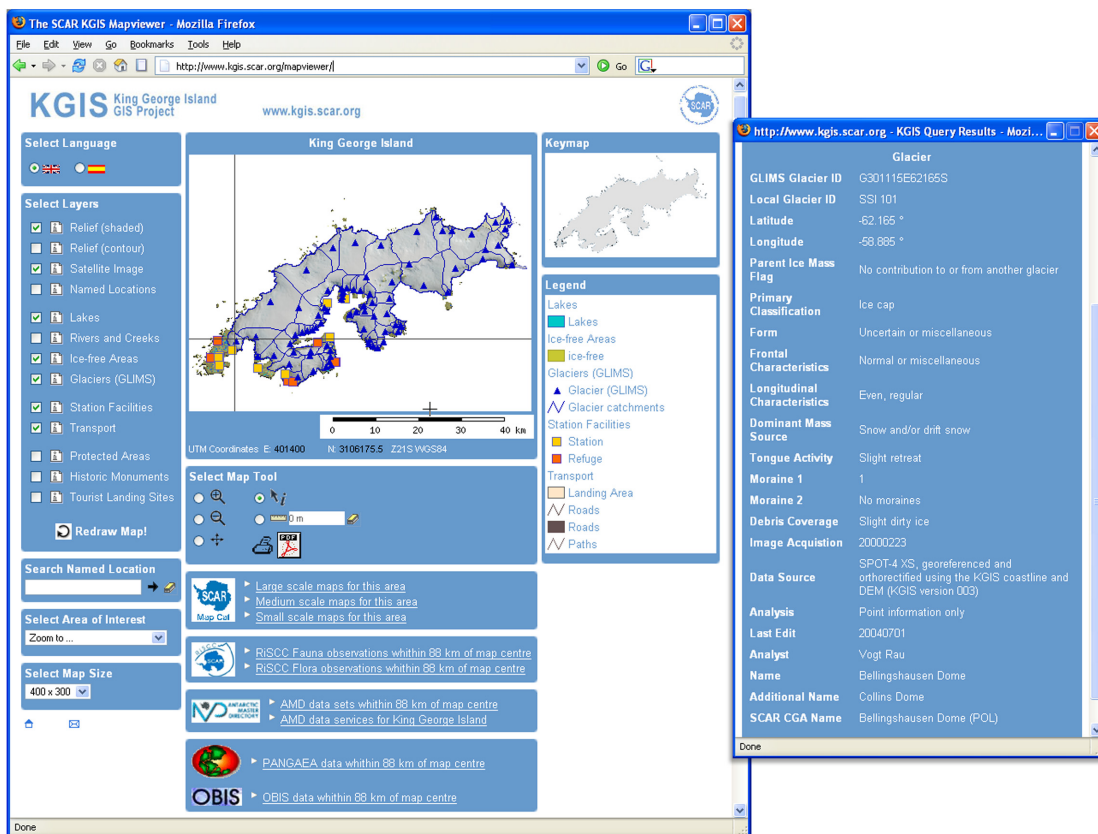 The SCAR KGIS Mapviewer - Mozilla Firefox
File Edit View Go Bookmarks Tools Help
http://www.kgis.scar.org/mapviewer/
Go
G
KGIS King George Island
GIS Project
www.kgis.scar.org
SCAR
Select Language
Select Layers
Relief (shaded)
Relief (contour)
Satellite Image
Named Locations
Lakes
Rivers and Creeks
Ice-free Areas
Glaciers (GLIMS)
Station Facilities
Transport
Protected Areas
Historic Monuments
Tourist Landing Sites
Redraw Map!
Search Named Location
Select Area of Interest
Zoom to ...
Select Map Size
400 x 300
King George Island
0 10 20 30 40 km
UTM Coordinates E: 401400 N: 3106175.5 Z21S WGS84
Select Map Tool
i
0 m
PDF
SCAR
Map Cat
Large scale maps for this area
Medium scale maps for this area
Small scale maps for this area
RiSCC
SCAR
RiSCC Fauna observations whithin 88 km of map centre
RiSCC Flora observations whithin 88 km of map centre
ANTARCTIC
MASTER
DIRECTORY
AMD data sets whithin 88 km of map centre
AMD data services for King George Island
PANGAEA data whithin 88 km of map centre
OBIS
OBIS data whithin 88 km of map centre
Keymap
Legend
Lakes
Lakes
Ice-free Areas
ice-free
Glaciers (GLIMS)
Glacier (GLIMS)
Glacier catchments
Station Facilities
Station
Refuge
Transport
Landing Area
Roads
Roads
Paths
Done
http://www.kgis.scar.org - KGIS Query Results - Mozi...
Glacier
GLIMS Glacier ID G301115E62165S
Local Glacier ID SSI 101
Latitude -62.165 °
Longitude -58.885 °
Parent Ice Mass
Flag
No contribution to or from another glacier
Primary
Classification
Ice cap
Form Uncertain or miscellaneous
Frontal
Characteristics
Normal or miscellaneous
Longitudinal
Characteristics
Even, regular
Dominant Mass
Source
Snow and/or drift snow
Tongue Activity Slight retreat
Moraine 1 1
Moraine 2 No moraines
Debris Coverage Slight dirty ice
Image Acquistion 20000223
Data Source
SPOT-4 XS, georeferenced and
orthorectified using the KGIS coastline and
DEM (KGIS version 003)
Analysis Point information only
Last Edit 20040701
Analyst Vogt Rau
Name Bellingshausen Dome
Additional Name Collins Dome
SCAR CGA Name Bellingshausen Dome (POL)
Done